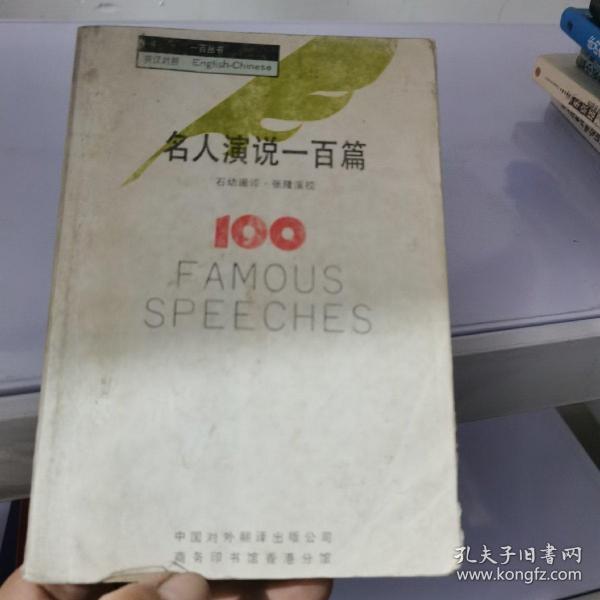 一百丛书
英汉对照 English-Chinese
名人演说一百篇
石幼珊译·张隆溪校
100
FAMOUS
SPEECHES
中国对外翻译出版公司
商务印书馆香港分馆
孔夫子旧书网
www.kongfz.com